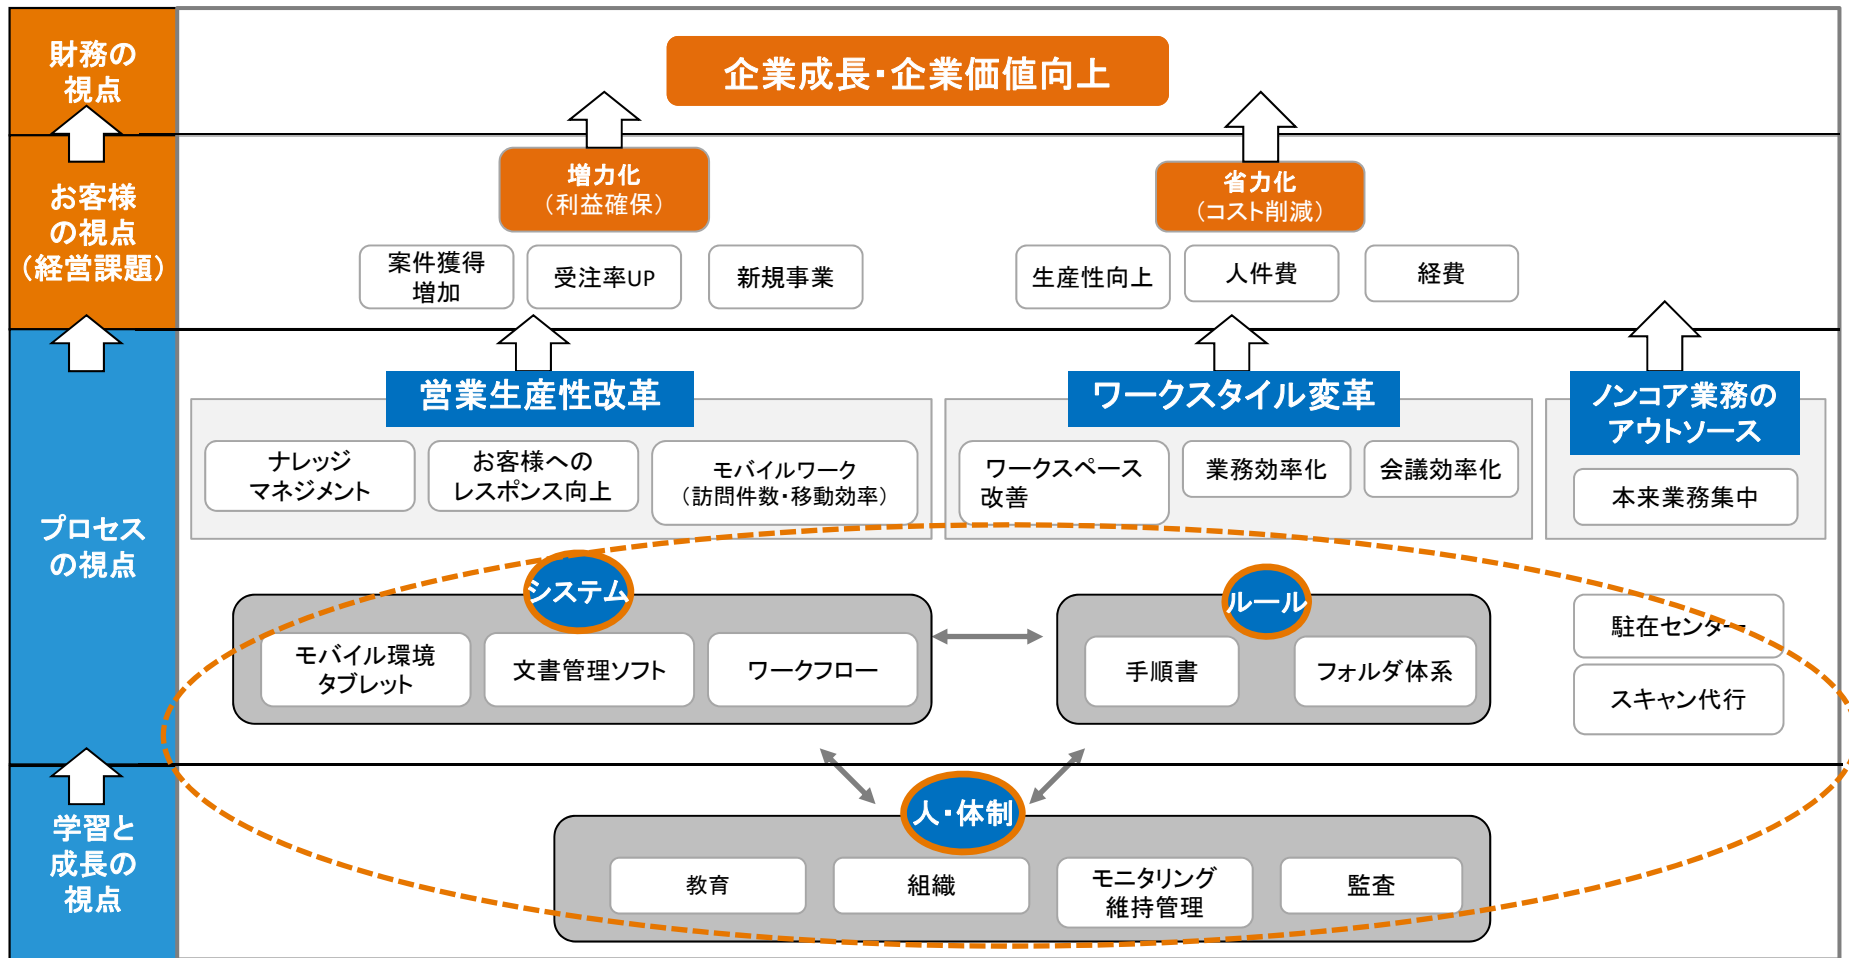 財務の
視点
企業成長・企業価値向上
お客様
の視点
（経営課題）
増力化
（利益確保）
案件獲得
増加
受注率UP
新規事業
省力化
（コスト削減）
生産性向上
人件費
経費
プロセス
の視点
営業生産性改革
ナレッジ
マネジメント
お客様への
レスポンス向上
モバイルワーク
（訪問件数・移動効率）
ワークスタイル変革
ワークスペース
改善
業務効率化
会議効率化
ノンコア業務の
アウトソース
本来業務集中
システム
モバイル環境
タブレット
文書管理ソフト
ワークフロー
ルール
手順書
フォルダ体系
駐在センター
スキャン代行
学習と
成長の
視点
人・体制
教育
組織
モニタリング
維持管理
監査